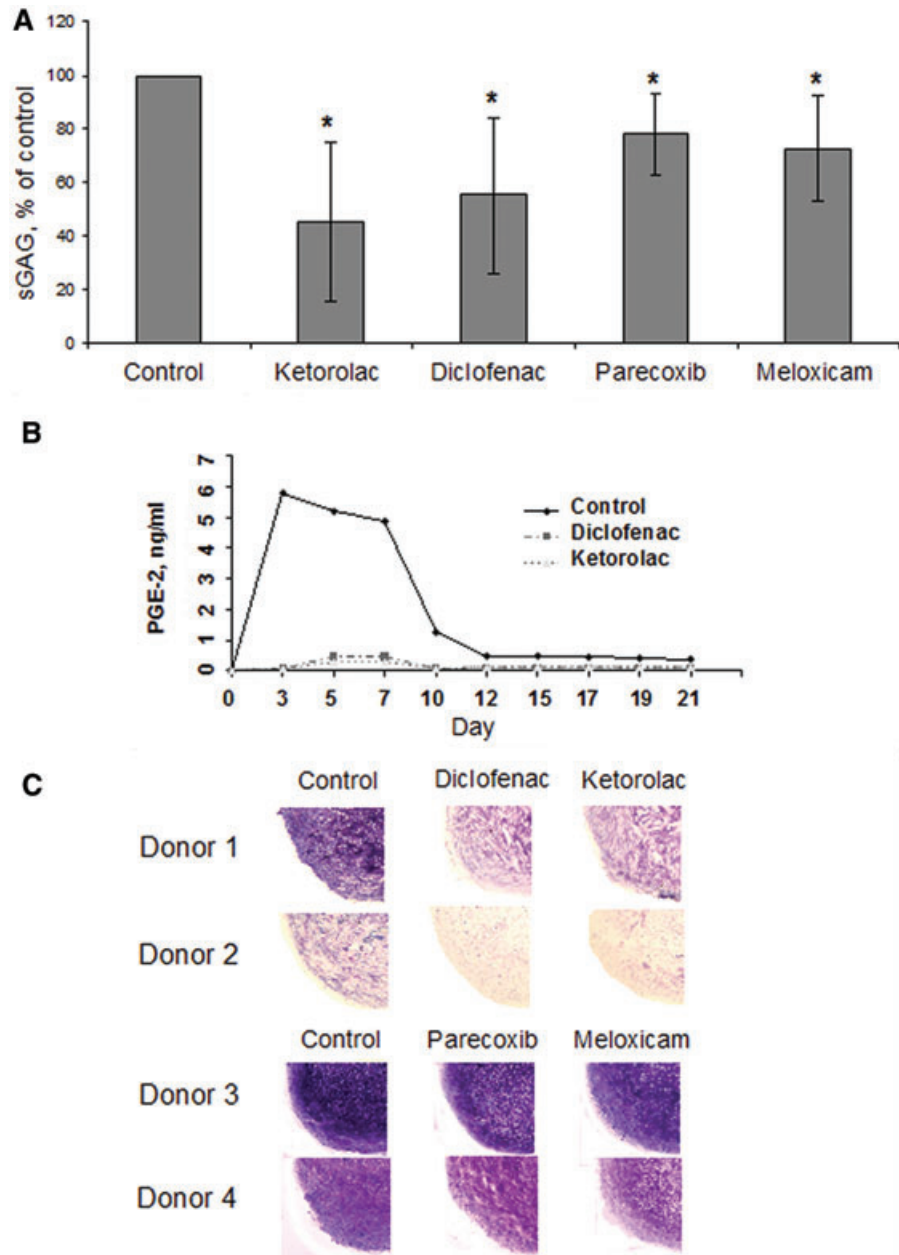 A
120
100
80
60
40
20
0
sGAG, % of control
* * * *
Control Ketorolac Diclofenac Parecoxib Meloxicam
B
7
6
5
4
3
2
1
0
PGE-2, ng/ml
Control
Diclofenac
Ketorolac
0 3 5 7 10 12 15 17 19 21
Day
C
Control Diclofenac Ketorolac
Donor 1
Donor 2
Control Parecoxib Meloxicam
Donor 3
Donor 4